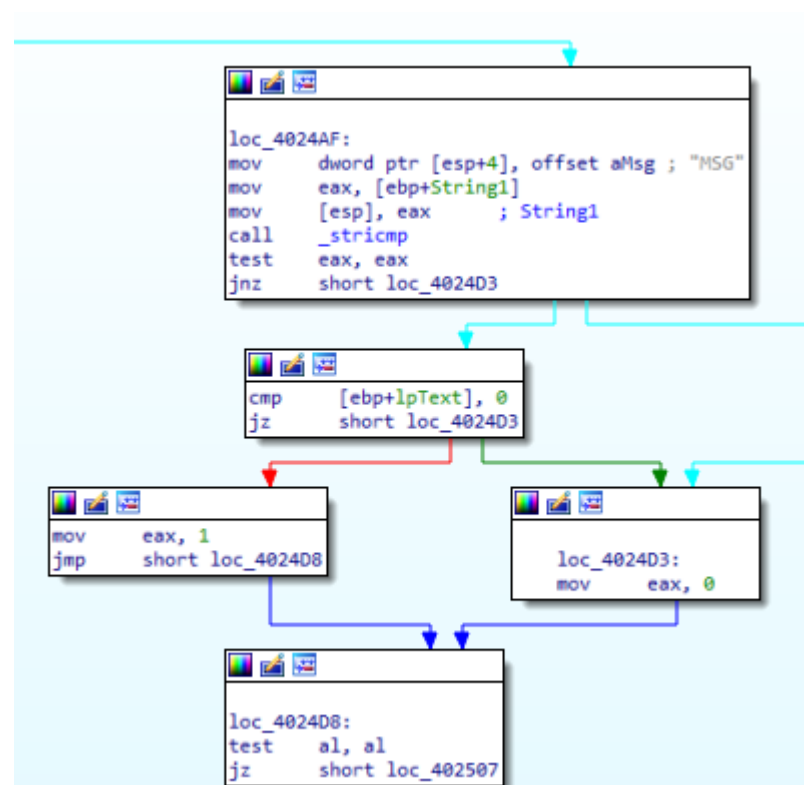 loc_4024AF:
mov dword ptr [esp+4], offset aMsg ; "MSG"
mov eax, [ebp+String1]
mov [esp], eax ; String1
call _stricmp
test eax, eax
jnz short loc_4024D3
cmp [ebp+lpText], 0
jz short loc_4024D3
mov eax, 1
jmp short loc_4024D8
loc_4024D3:
mov eax, 0
loc_4024D8:
test al, al
jz short loc_402507